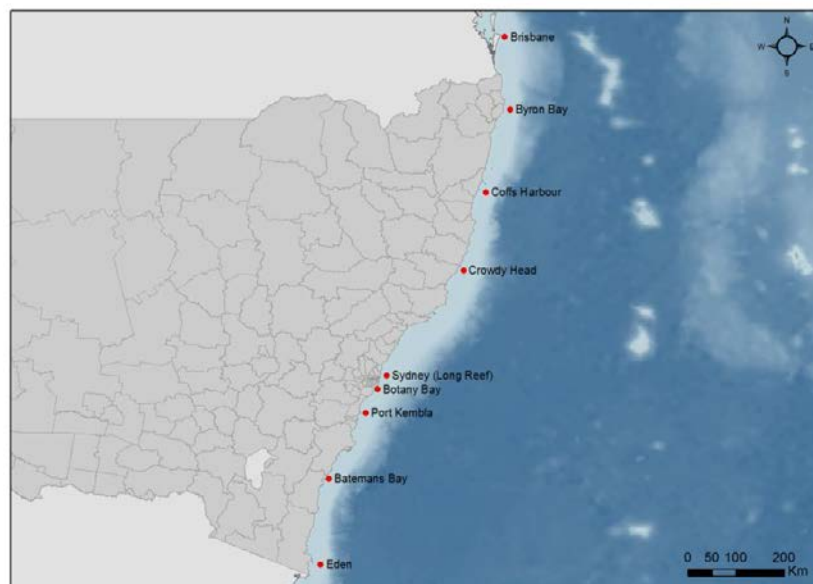 N
W E
S
Brisbane
Byron Bay
Coffs Harbour
Crowdy Head
Sydney (Long Reef)
Botany Bay
Port Kembla
Batemans Bay
Eden
0 50 100 200
Km